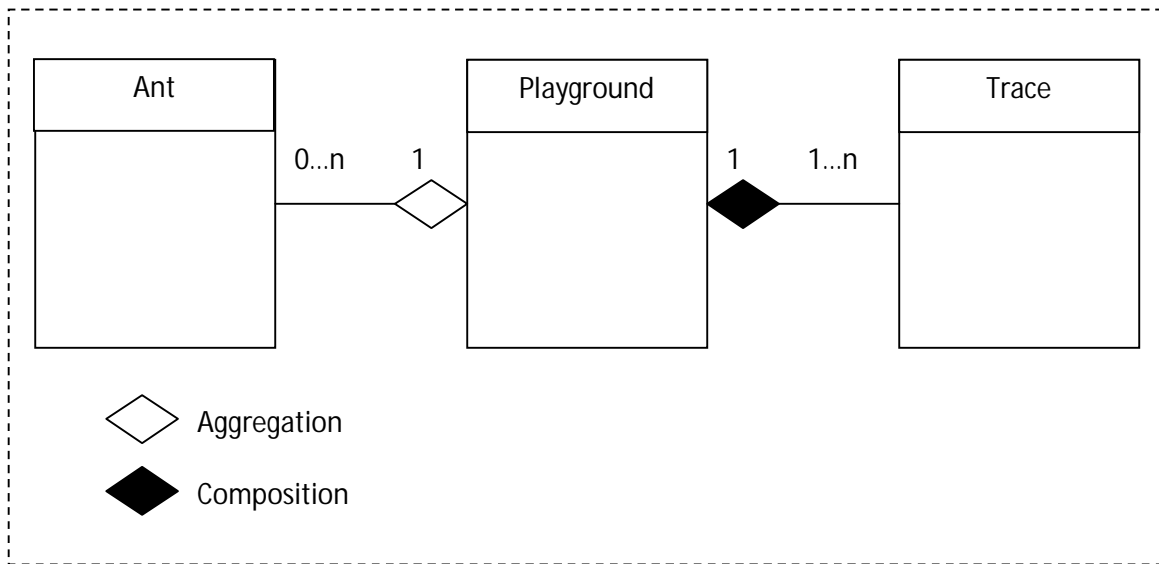 Ant Playground Trace
0...n 1 1 1...n
Aggregation
Composition